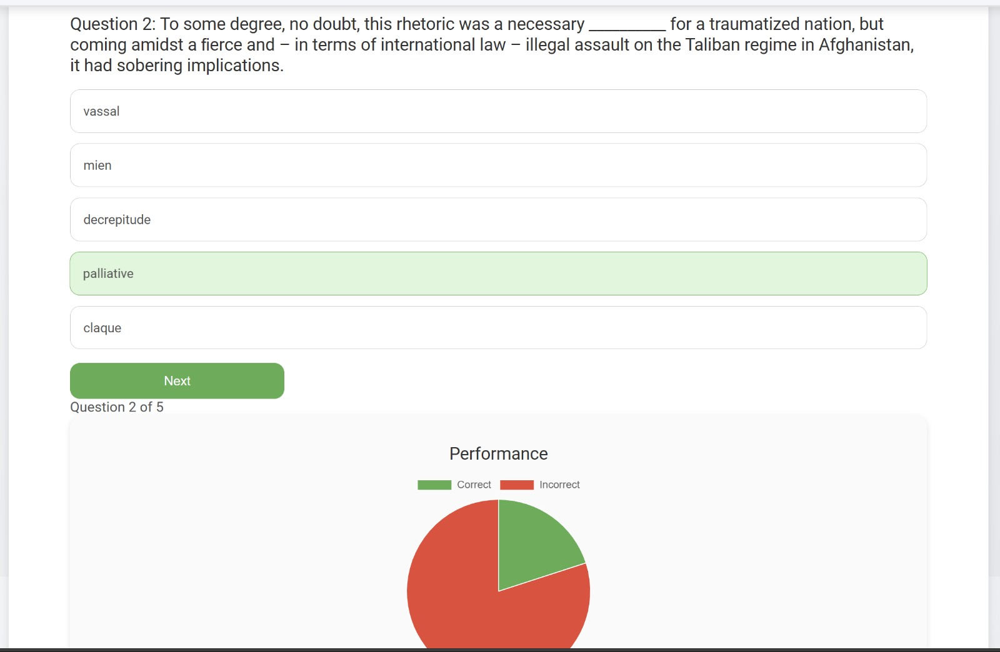 Question 2: To some degree, no doubt, this rhetoric was a necessary __________ for a traumatized nation, but
coming amidst a fierce and – in terms of international law – illegal assault on the Taliban regime in Afghanistan,
it had sobering implications.
vassal
mien
decrepitude
palliative
claque
Next
Question 2 of 5
Performance
Correct Incorrect